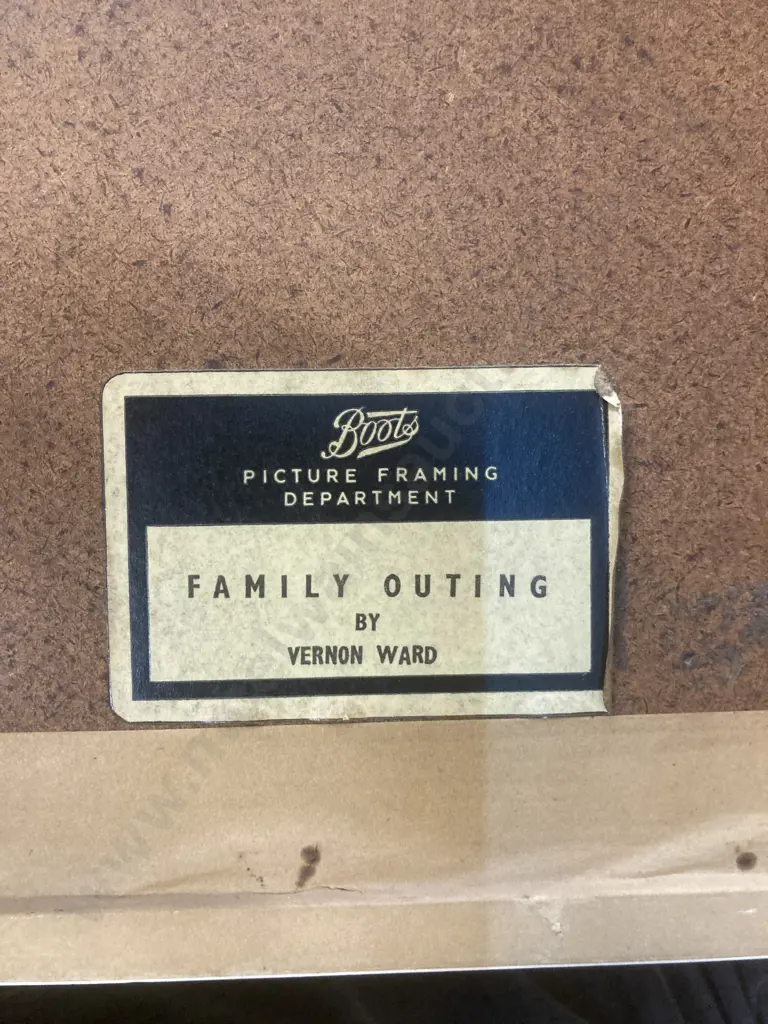 Boots
PICTURE FRAMING
DEPARTMENT
FAMILY OUTING
BY
VERNON WARD